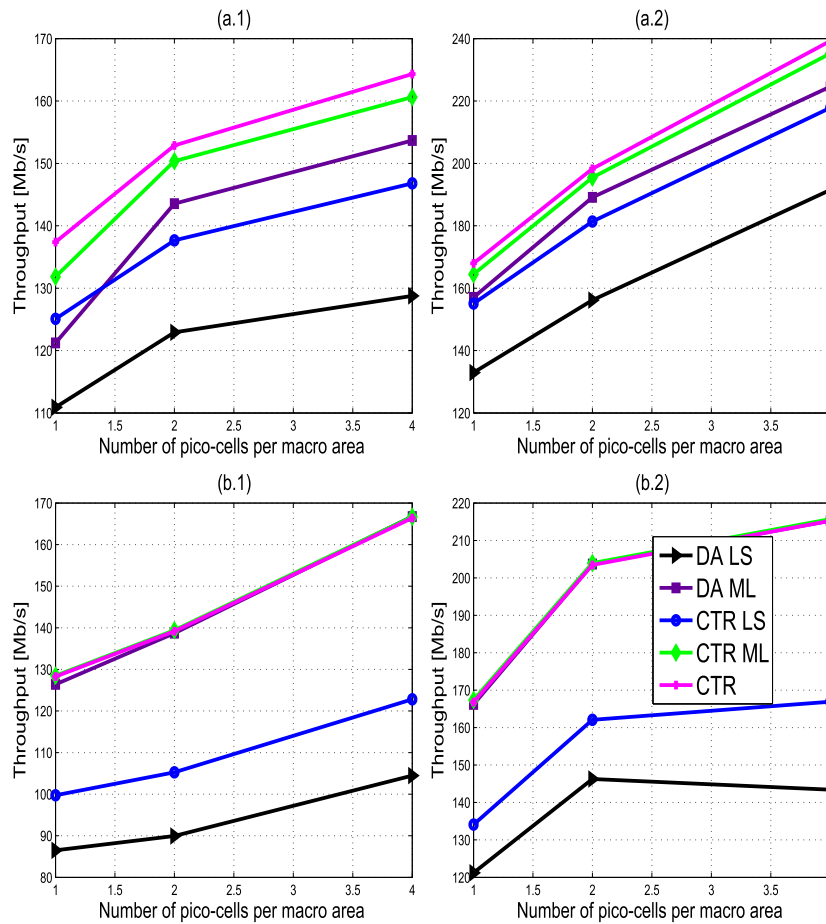 (a.1)
170
160
150
140
130
120
110
Throughput [Mb/s]
1 1.5 2 2.5 3 3.5 4
Number of pico-cells per macro area
(a.2)
240
220
200
180
160
140
120
Throughput [Mb/s]
1 1.5 2 2.5 3 3.5
Number of pico-cells per macro area
(b.1)
170
160
150
140
130
120
110
100
90
80
Throughput [Mb/s]
1 1.5 2 2.5 3 3.5 4
Number of pico-cells per macro area
(b.2)
220
210
200
190
180
170
160
150
140
130
120
Throughput [Mb/s]
DA LS
DA ML
CTR LS
CTR ML
CTR
1 1.5 2 2.5 3 3.5
Number of pico-cells per macro area